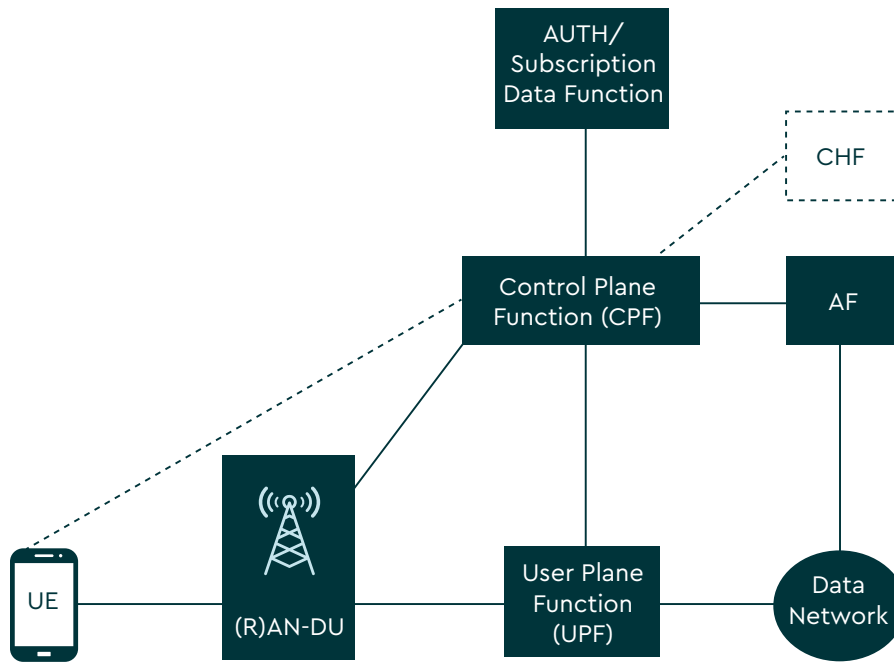 AUTH/
Subscription
Data Function
CHF
Control Plane
Function (CPF)
AF
UE
(R)AN-DU
User Plane
Function
(UPF)
Data
Network